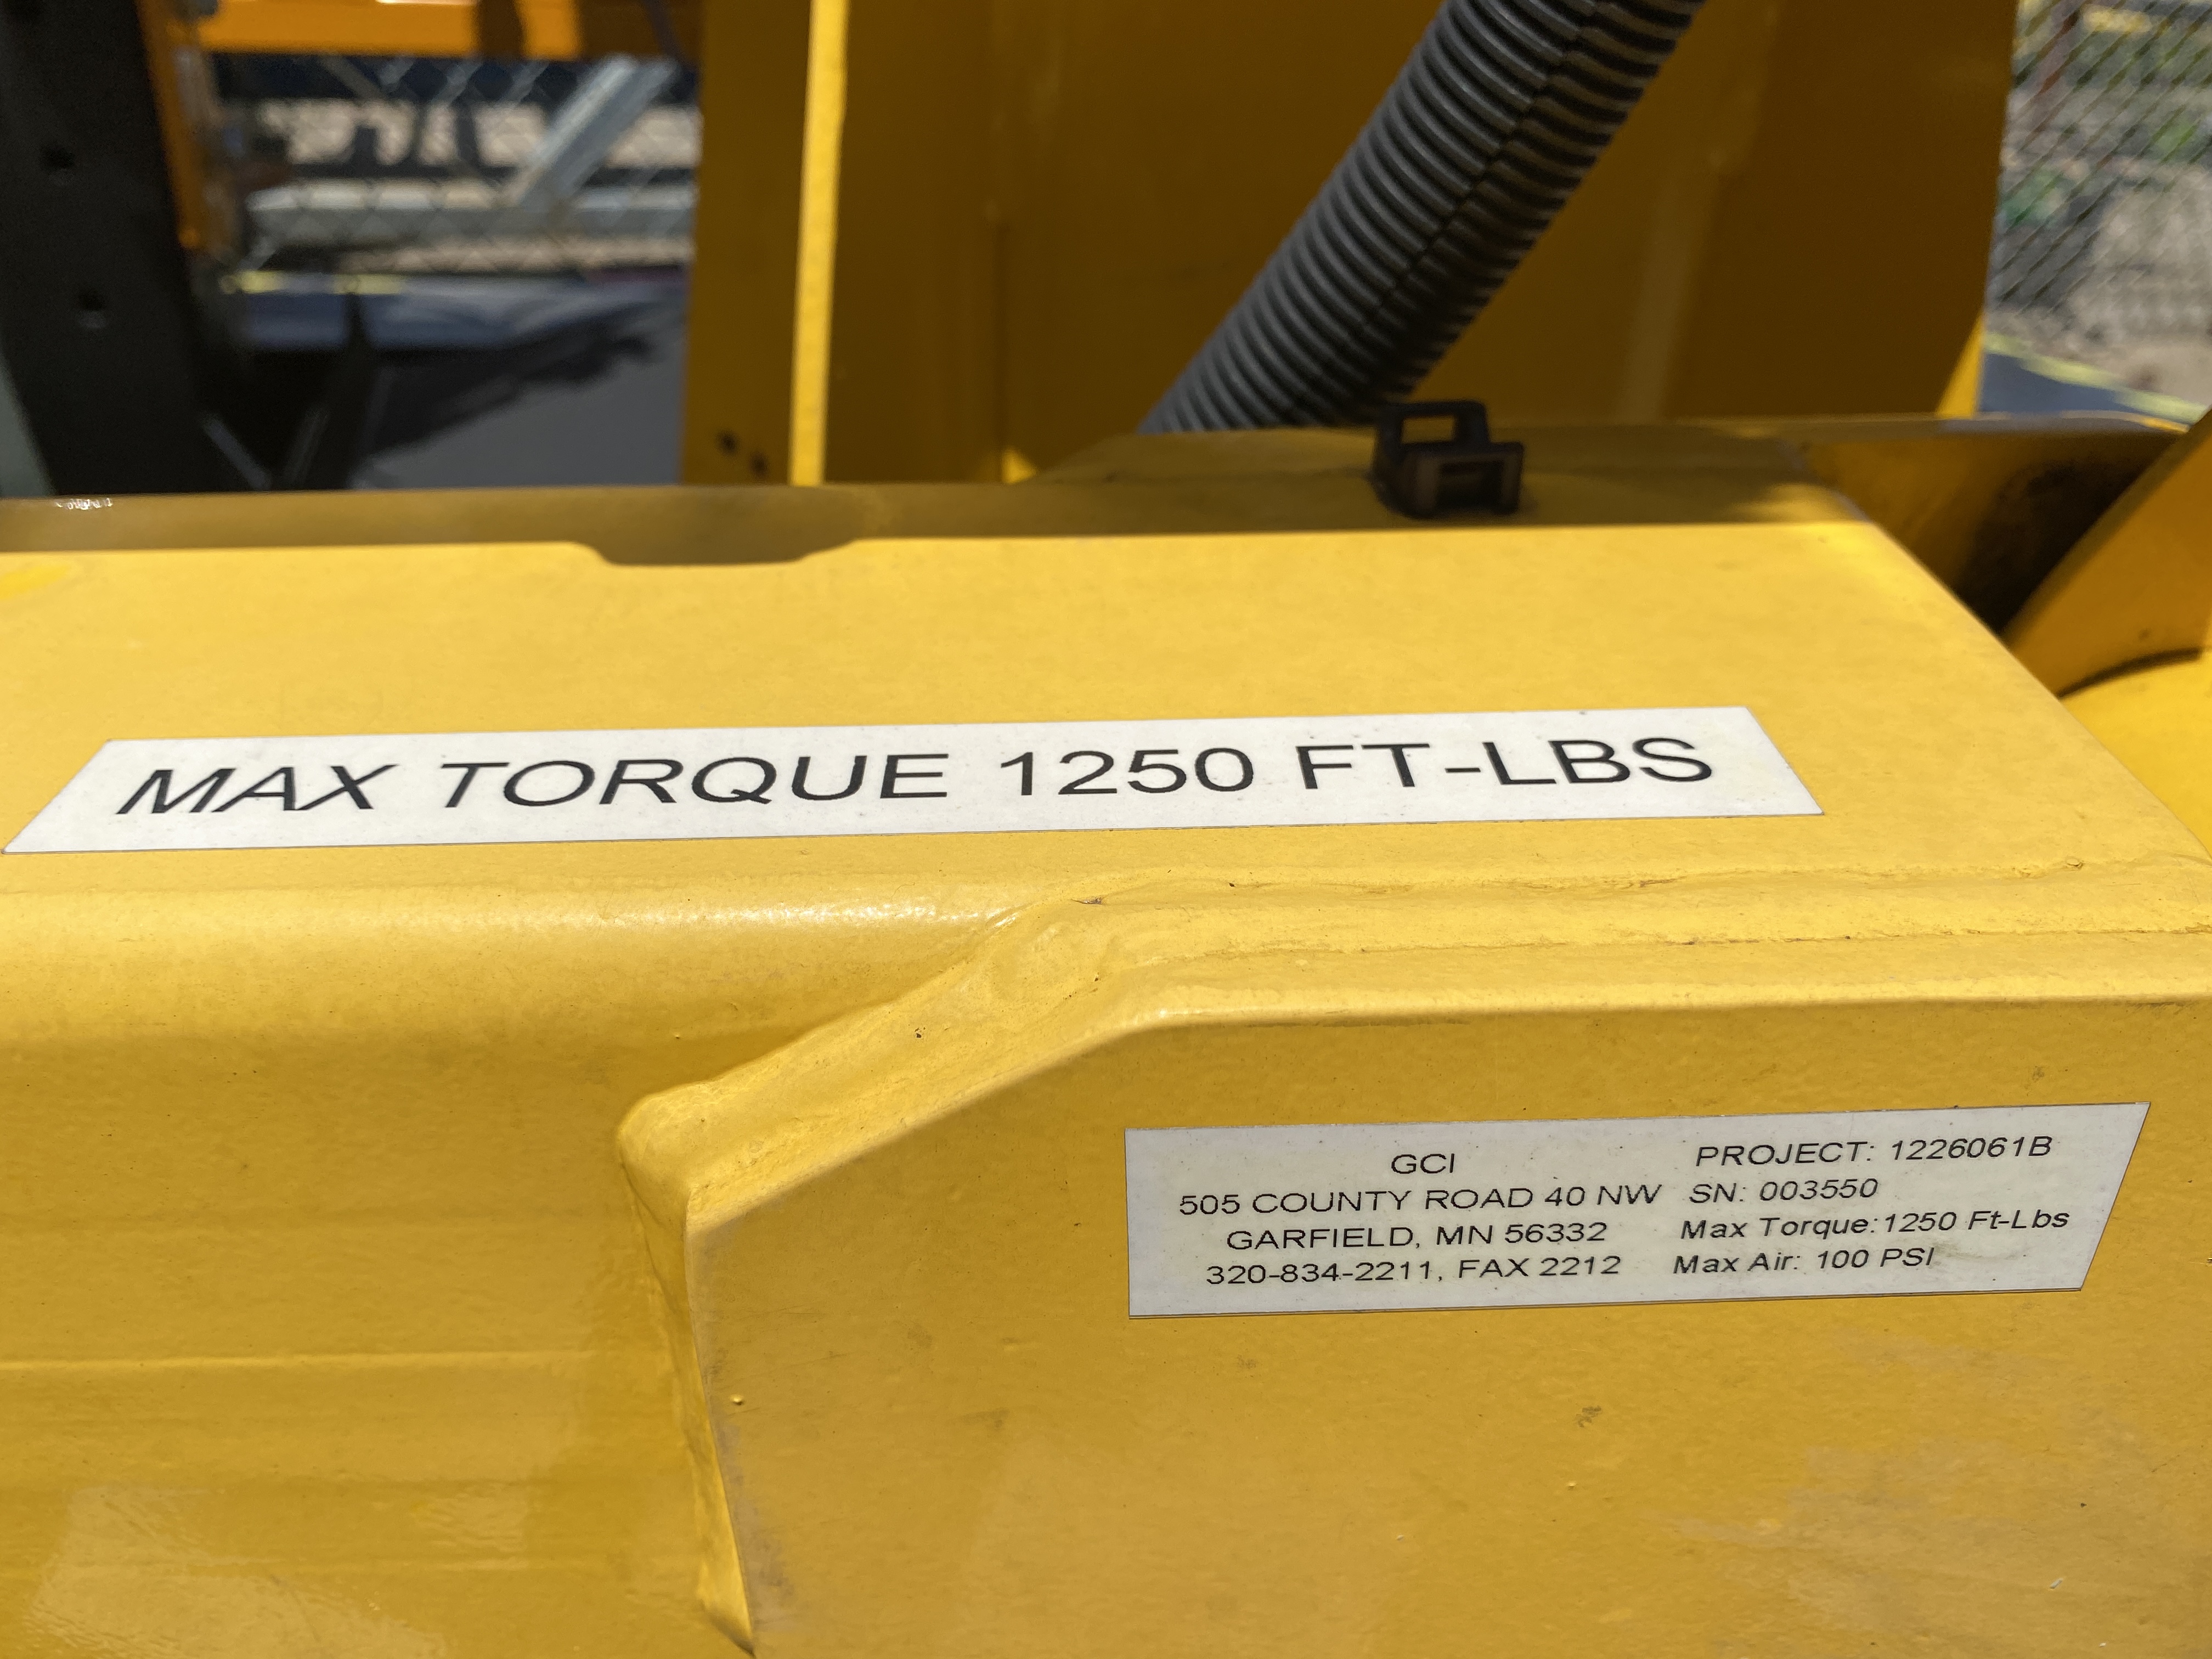 MAX TORQUE 1250 FT-LBS
GCI
505 COUNTY ROAD 40 NW
GARFIELD, MN 56332
320-834-2211, FAX 2212
PROJECT: 1226061B
SN: 003550
Max Torque:1250 Ft-Lbs
Max Air: 100 PSI